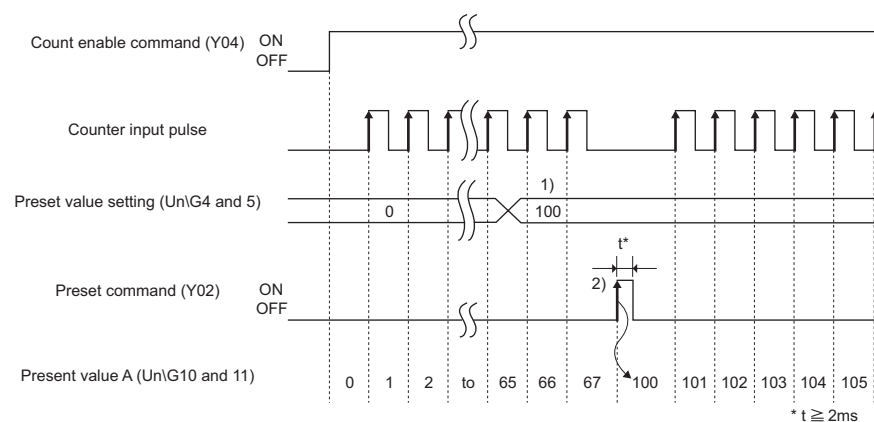 Count enable command (Y04) ON
OFF
Counter input pulse
1)
Preset value setting (Un\G4 and 5)
0 100
t*
Preset command (Y02) ON 2)
OFF
Present value A (Un\G10 and 11) 0 1 2 to 65 66 67 100 101 102 103 104 105
* t ≧ 2ms